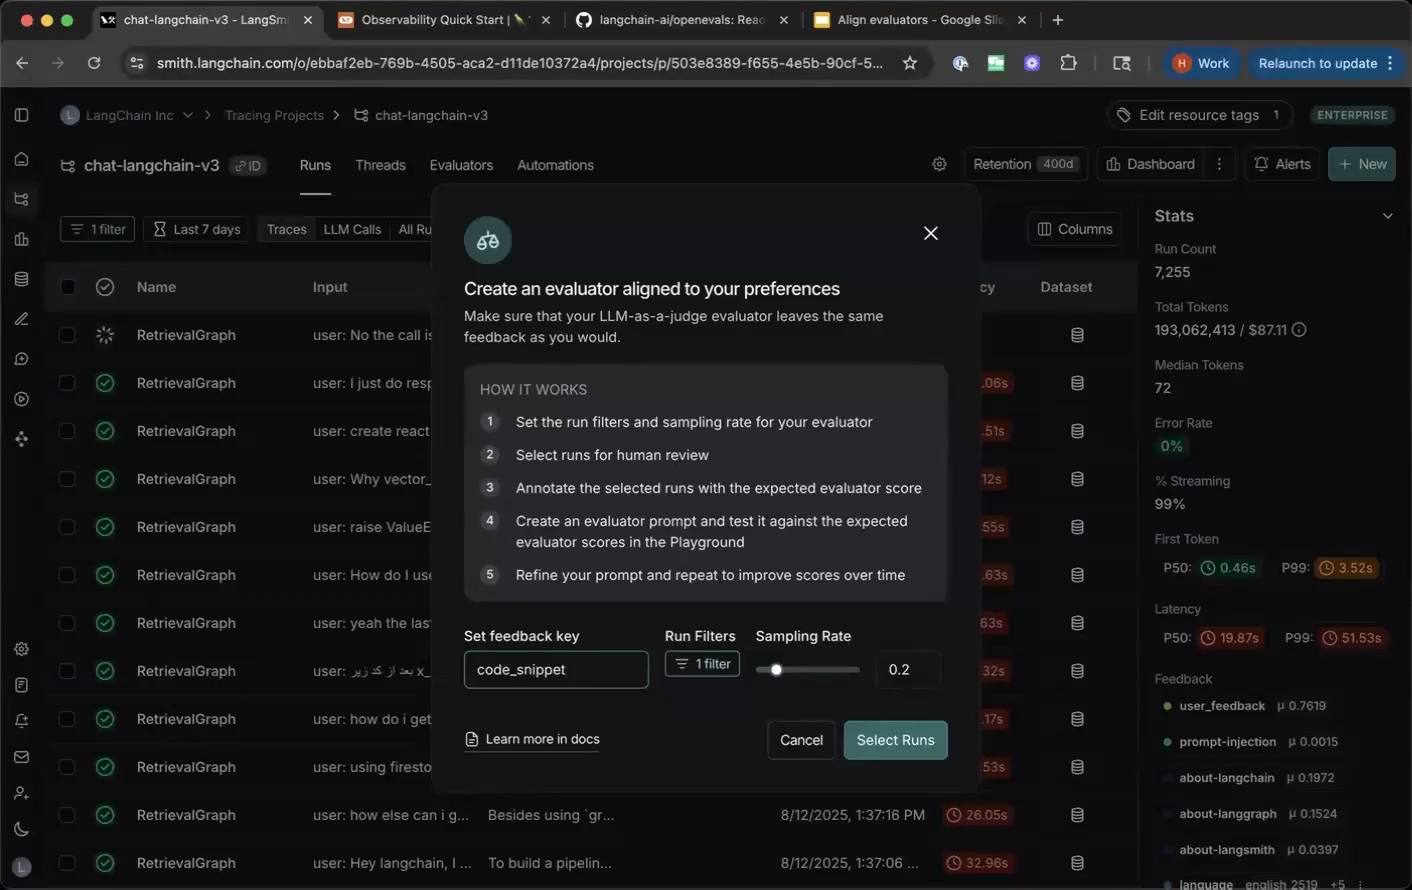 chat-langchain-v3 - LangSmi
Observability Quick Start |
langchain-ai/openevals: Rea
Align evaluators - Google Sli
smith.langchain.com/o/ebbaf2eb-769b-4505-aca2-d11de10372a4/projects/p/503e8389-f655-4e5b-90cf-5...
H Work
Relaunch to update
L LangChain Inc
Tracing Projects
chat-langchain-v3
Edit resource tags 1
ENTERPRISE
chat-langchain-v3
ID
Runs
Threads
Evaluators
Automations
Retention 400d
Dashboard
Alerts
+ New
1 filter
Last 7 days
Traces
LLM Calls
All Ru
Columns
Name
Input
cy
Dataset
RetrievalGraph
user: No the call is
RetrievalGraph
user: I just do resp
.06s
RetrievalGraph
user: create react
.51s
RetrievalGraph
user: Why vector_
12s
RetrievalGraph
user: raise ValueE
55s
RetrievalGraph
user: How do I use
.63s
RetrievalGraph
user: yeah the las
63s
RetrievalGraph
user: بعد از کد زیر x_
32s
RetrievalGraph
user: how do i get
.17s
RetrievalGraph
user: using firesto
.53s
RetrievalGraph
user: how else can i g...
Besides using `gr...
8/12/2025, 1:37:16 PM
26.05s
RetrievalGraph
user: Hey langchain, I ...
To build a pipelin...
8/12/2025, 1:37:06 ...
32.96s
Create an evaluator aligned to your preferences
Make sure that your LLM-as-a-judge evaluator leaves the same
feedback as you would.
HOW IT WORKS
1 Set the run filters and sampling rate for your evaluator
2 Select runs for human review
3 Annotate the selected runs with the expected evaluator score
4 Create an evaluator prompt and test it against the expected
evaluator scores in the Playground
5 Refine your prompt and repeat to improve scores over time
Set feedback key
Run Filters
Sampling Rate
code_snippet
1 filter
0.2
Learn more in docs
Cancel
Select Runs
Stats
Run Count
7,255
Total Tokens
193,062,413 / $87.11
Median Tokens
72
Error Rate
0%
% Streaming
99%
First Token
P50: 0.46s P99: 3.52s
Latency
P50: 19.87s P99: 51.53s
Feedback
user_feedback μ 0.7619
prompt-injection μ 0.0015
about-langchain μ 0.1972
about-langgraph μ 0.1524
about-langsmith μ 0.0397
language english 2519 +5
L